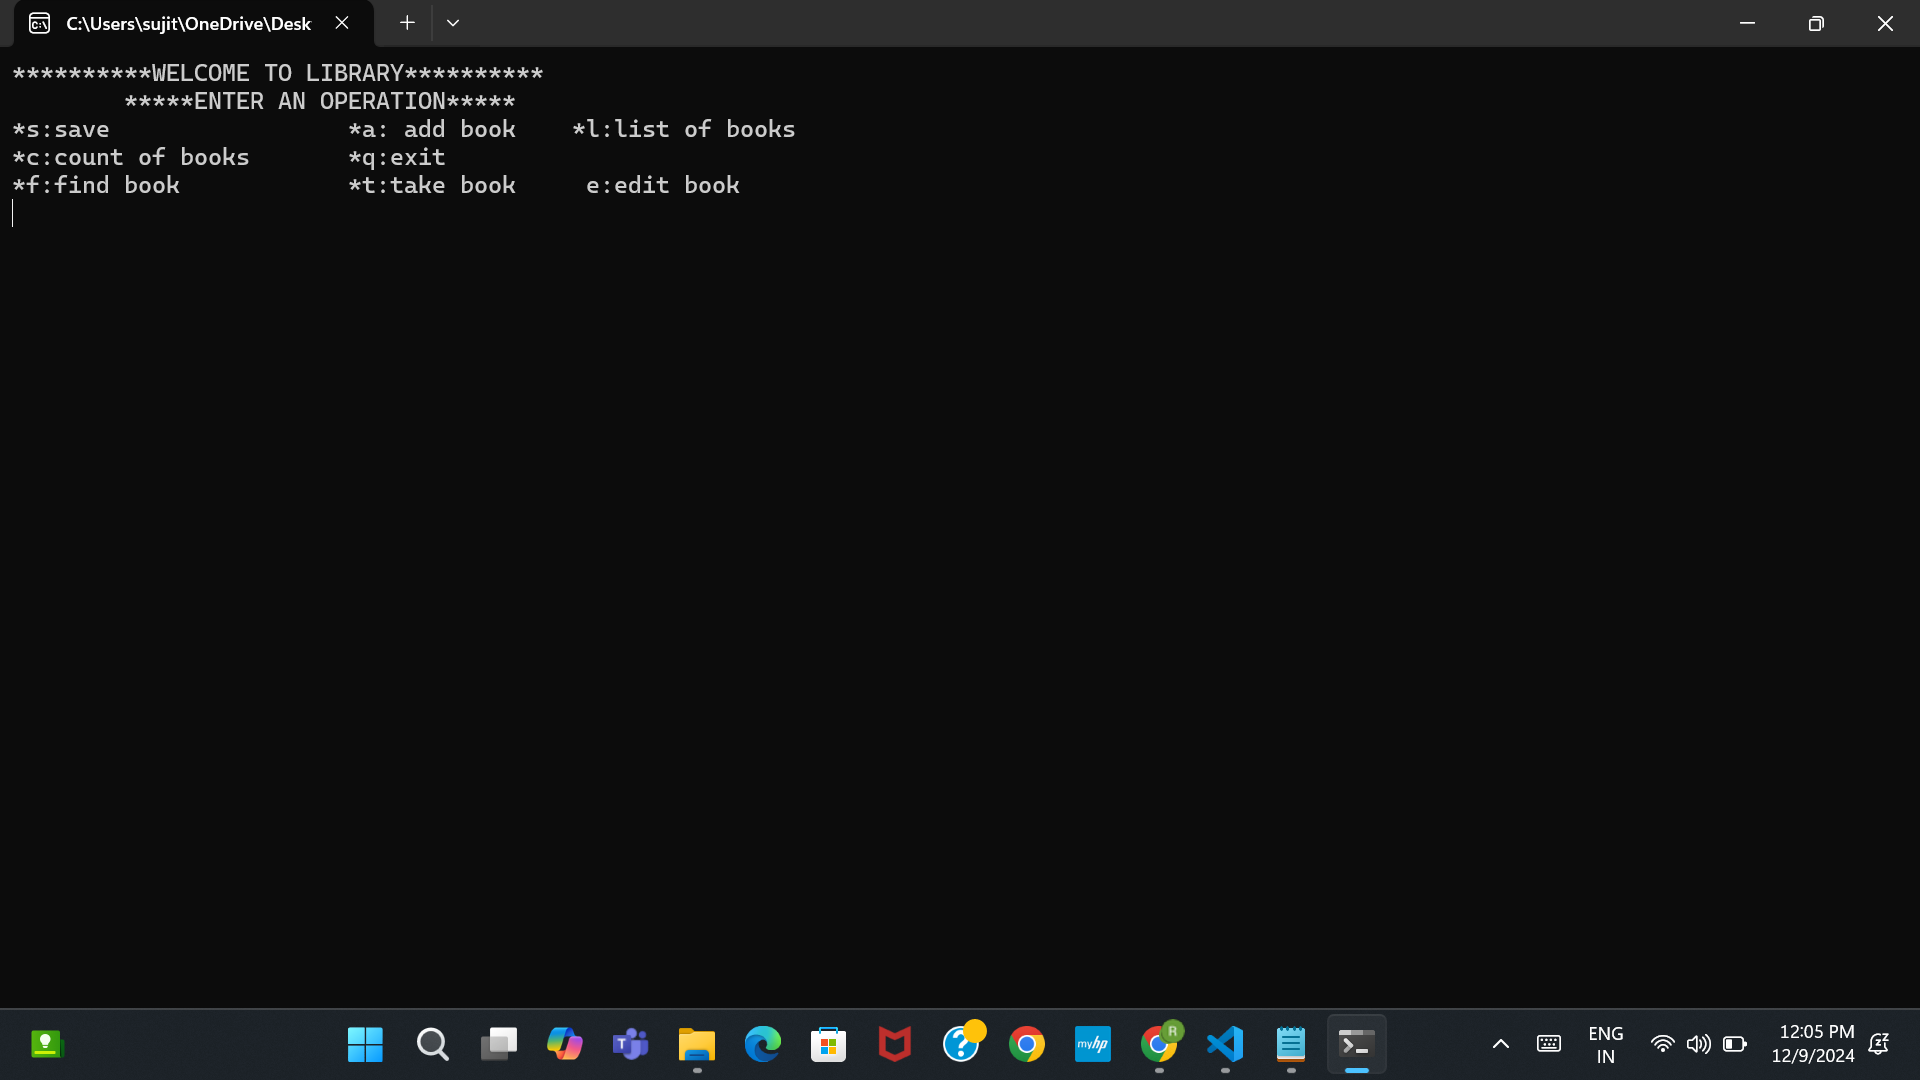 C:\Users\sujit\OneDrive\Desk
**********WELCOME TO LIBRARY**********
        *****ENTER AN OPERATION*****
*s:save                 *a: add book    *l:list of books
*c:count of books       *q:exit
*f:find book            *t:take book     e:edit book
myhp
R
ENG
IN
12:05 PM
12/9/2024